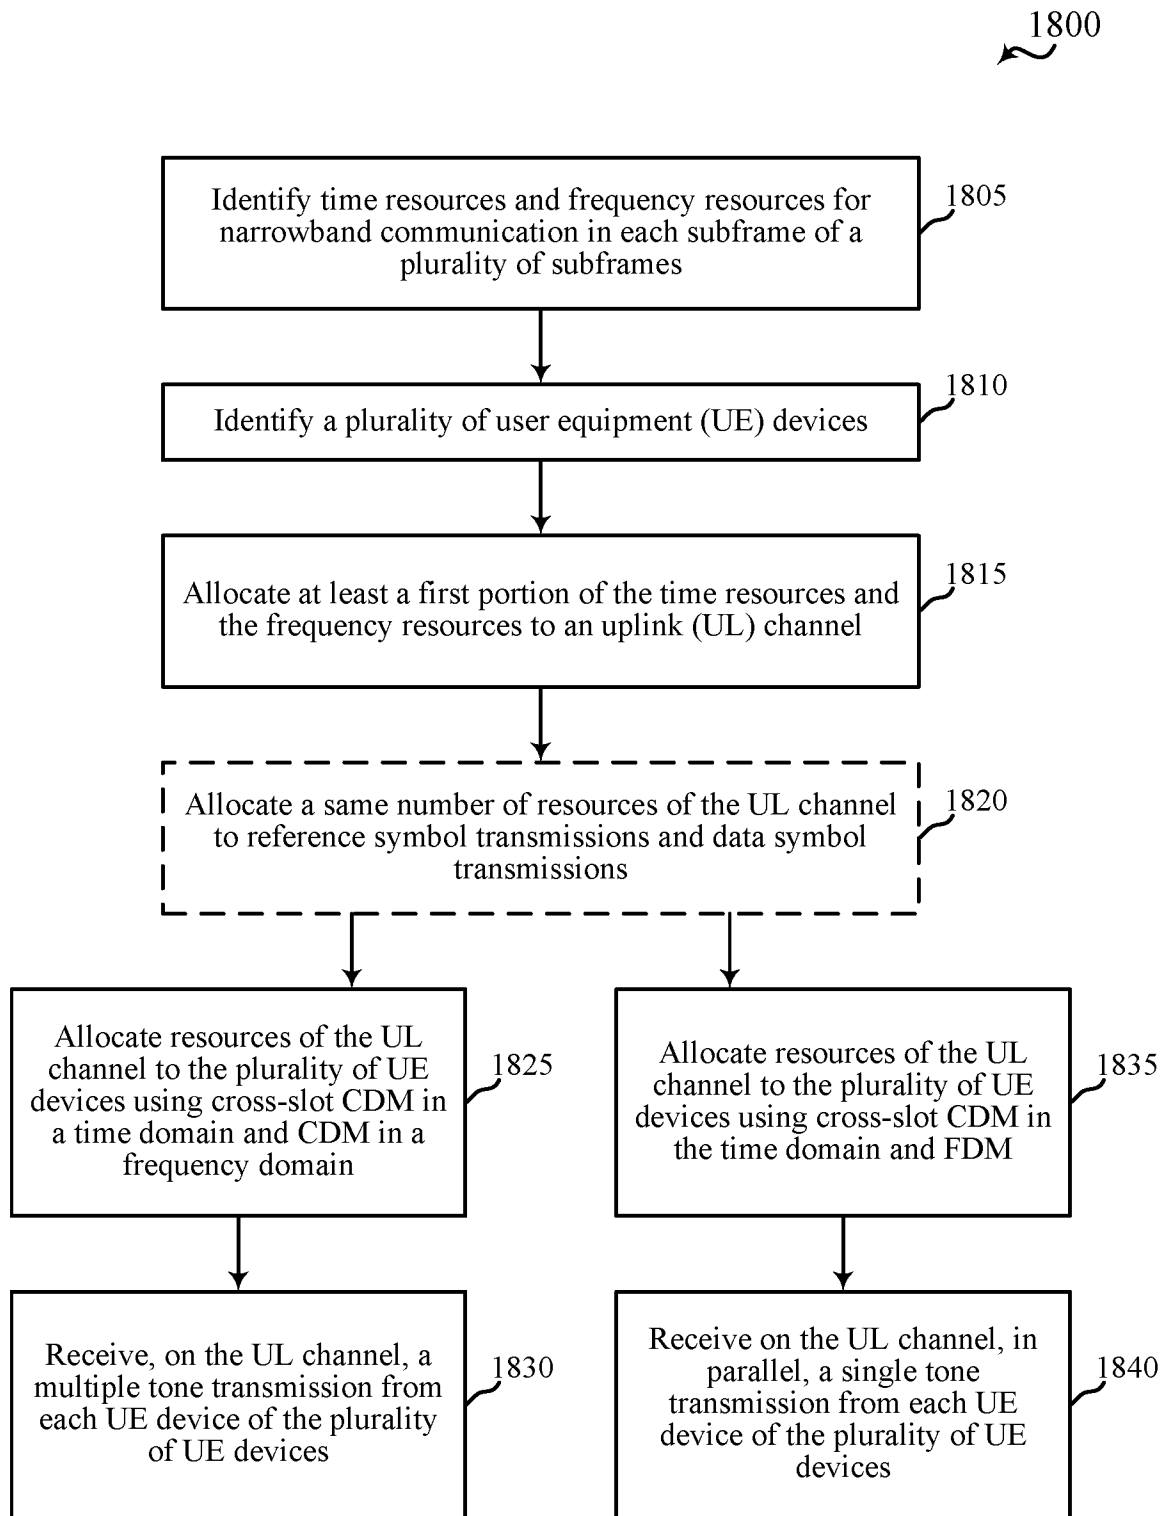 1800
Identify time resources and frequency resources for
narrowband communication in each subframe of a
plurality of subframes
1805
Identify a plurality of user equipment (UE) devices
1810
Allocate at least a first portion of the time resources and
the frequency resources to an uplink (UL) channel
1815
Allocate a same number of resources of the UL channel
to reference symbol transmissions and data symbol
transmissions
1820
Allocate resources of the UL
channel to the plurality of UE
devices using cross-slot CDM in
a time domain and CDM in a
frequency domain
1825
Allocate resources of the UL
channel to the plurality of UE
devices using cross-slot CDM in
the time domain and FDM
1835
Receive, on the UL channel, a
multiple tone transmission from
each UE device of the plurality
of UE devices
1830
Receive on the UL channel, in
parallel, a single tone
transmission from each UE
device of the plurality of UE
devices
1840